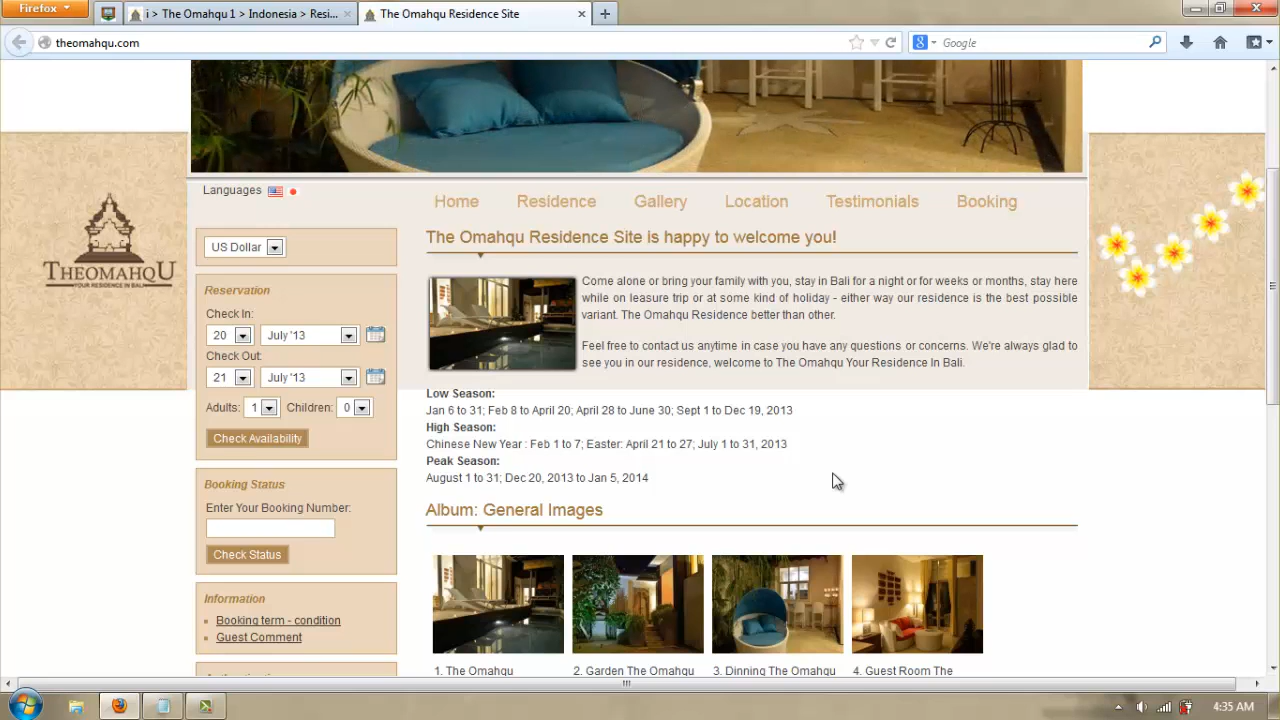 Firefox
i > The Omahqu 1 > Indonesia > Resi...
The Omahqu Residence Site
theomahqu.com
Google
THEOMAHQU
YOUR RESIDENCE IN BALI
Languages
Home Residence Gallery Location Testimonials Booking
US Dollar
Reservation
Check In:
20 July '13
Check Out:
21 July '13
Adults: 1 Children: 0
Check Availability
Booking Status
Enter Your Booking Number:
Check Status
Information
Booking term - condition
Guest Comment
The Omahqu Residence Site is happy to welcome you!
Come alone or bring your family with you, stay in Bali for a night or for weeks or months, stay here
while on leasure trip or at some kind of holiday - either way our residence is the best possible
variant. The Omahqu Residence better than other.
Feel free to contact us anytime in case you have any questions or concerns. We're always glad to
see you in our residence, welcome to The Omahqu Your Residence In Bali.
Low Season:
Jan 6 to 31; Feb 8 to April 20; April 28 to June 30; Sept 1 to Dec 19, 2013
High Season:
Chinese New Year : Feb 1 to 7; Easter: April 21 to 27; July 1 to 31, 2013
Peak Season:
August 1 to 31; Dec 20, 2013 to Jan 5, 2014
Album: General Images
1. The Omahqu
2. Garden The Omahqu
3. Dinning The Omahqu
4. Guest Room The
4:35 AM